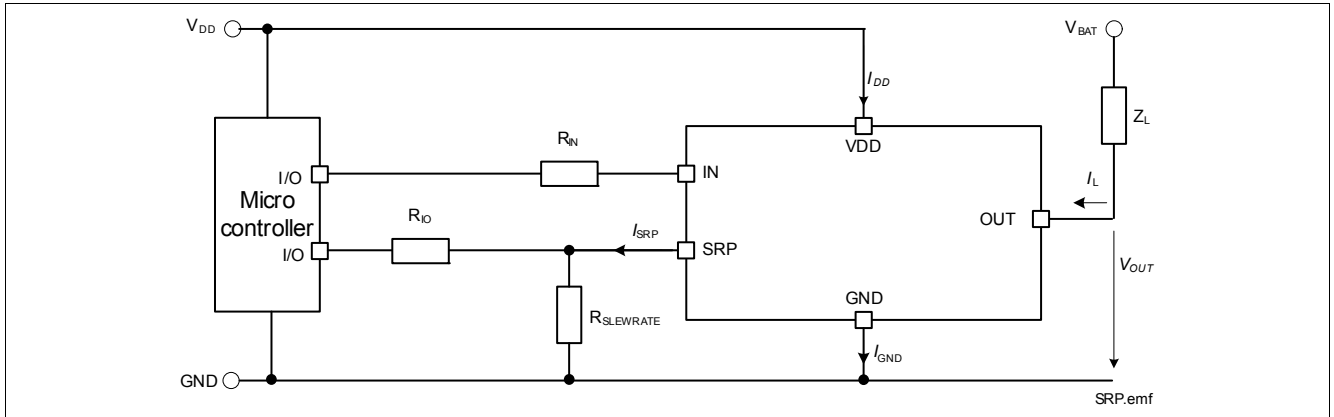 VDD
VBAT
IDD
ZL
RIN
VDD
I/O
IN
Micro
controller
IL
RIO
OUT
I/O
ISRP
SRP
VOUT
GND
RSLEWRATE
IGND
GND
SRP.emf